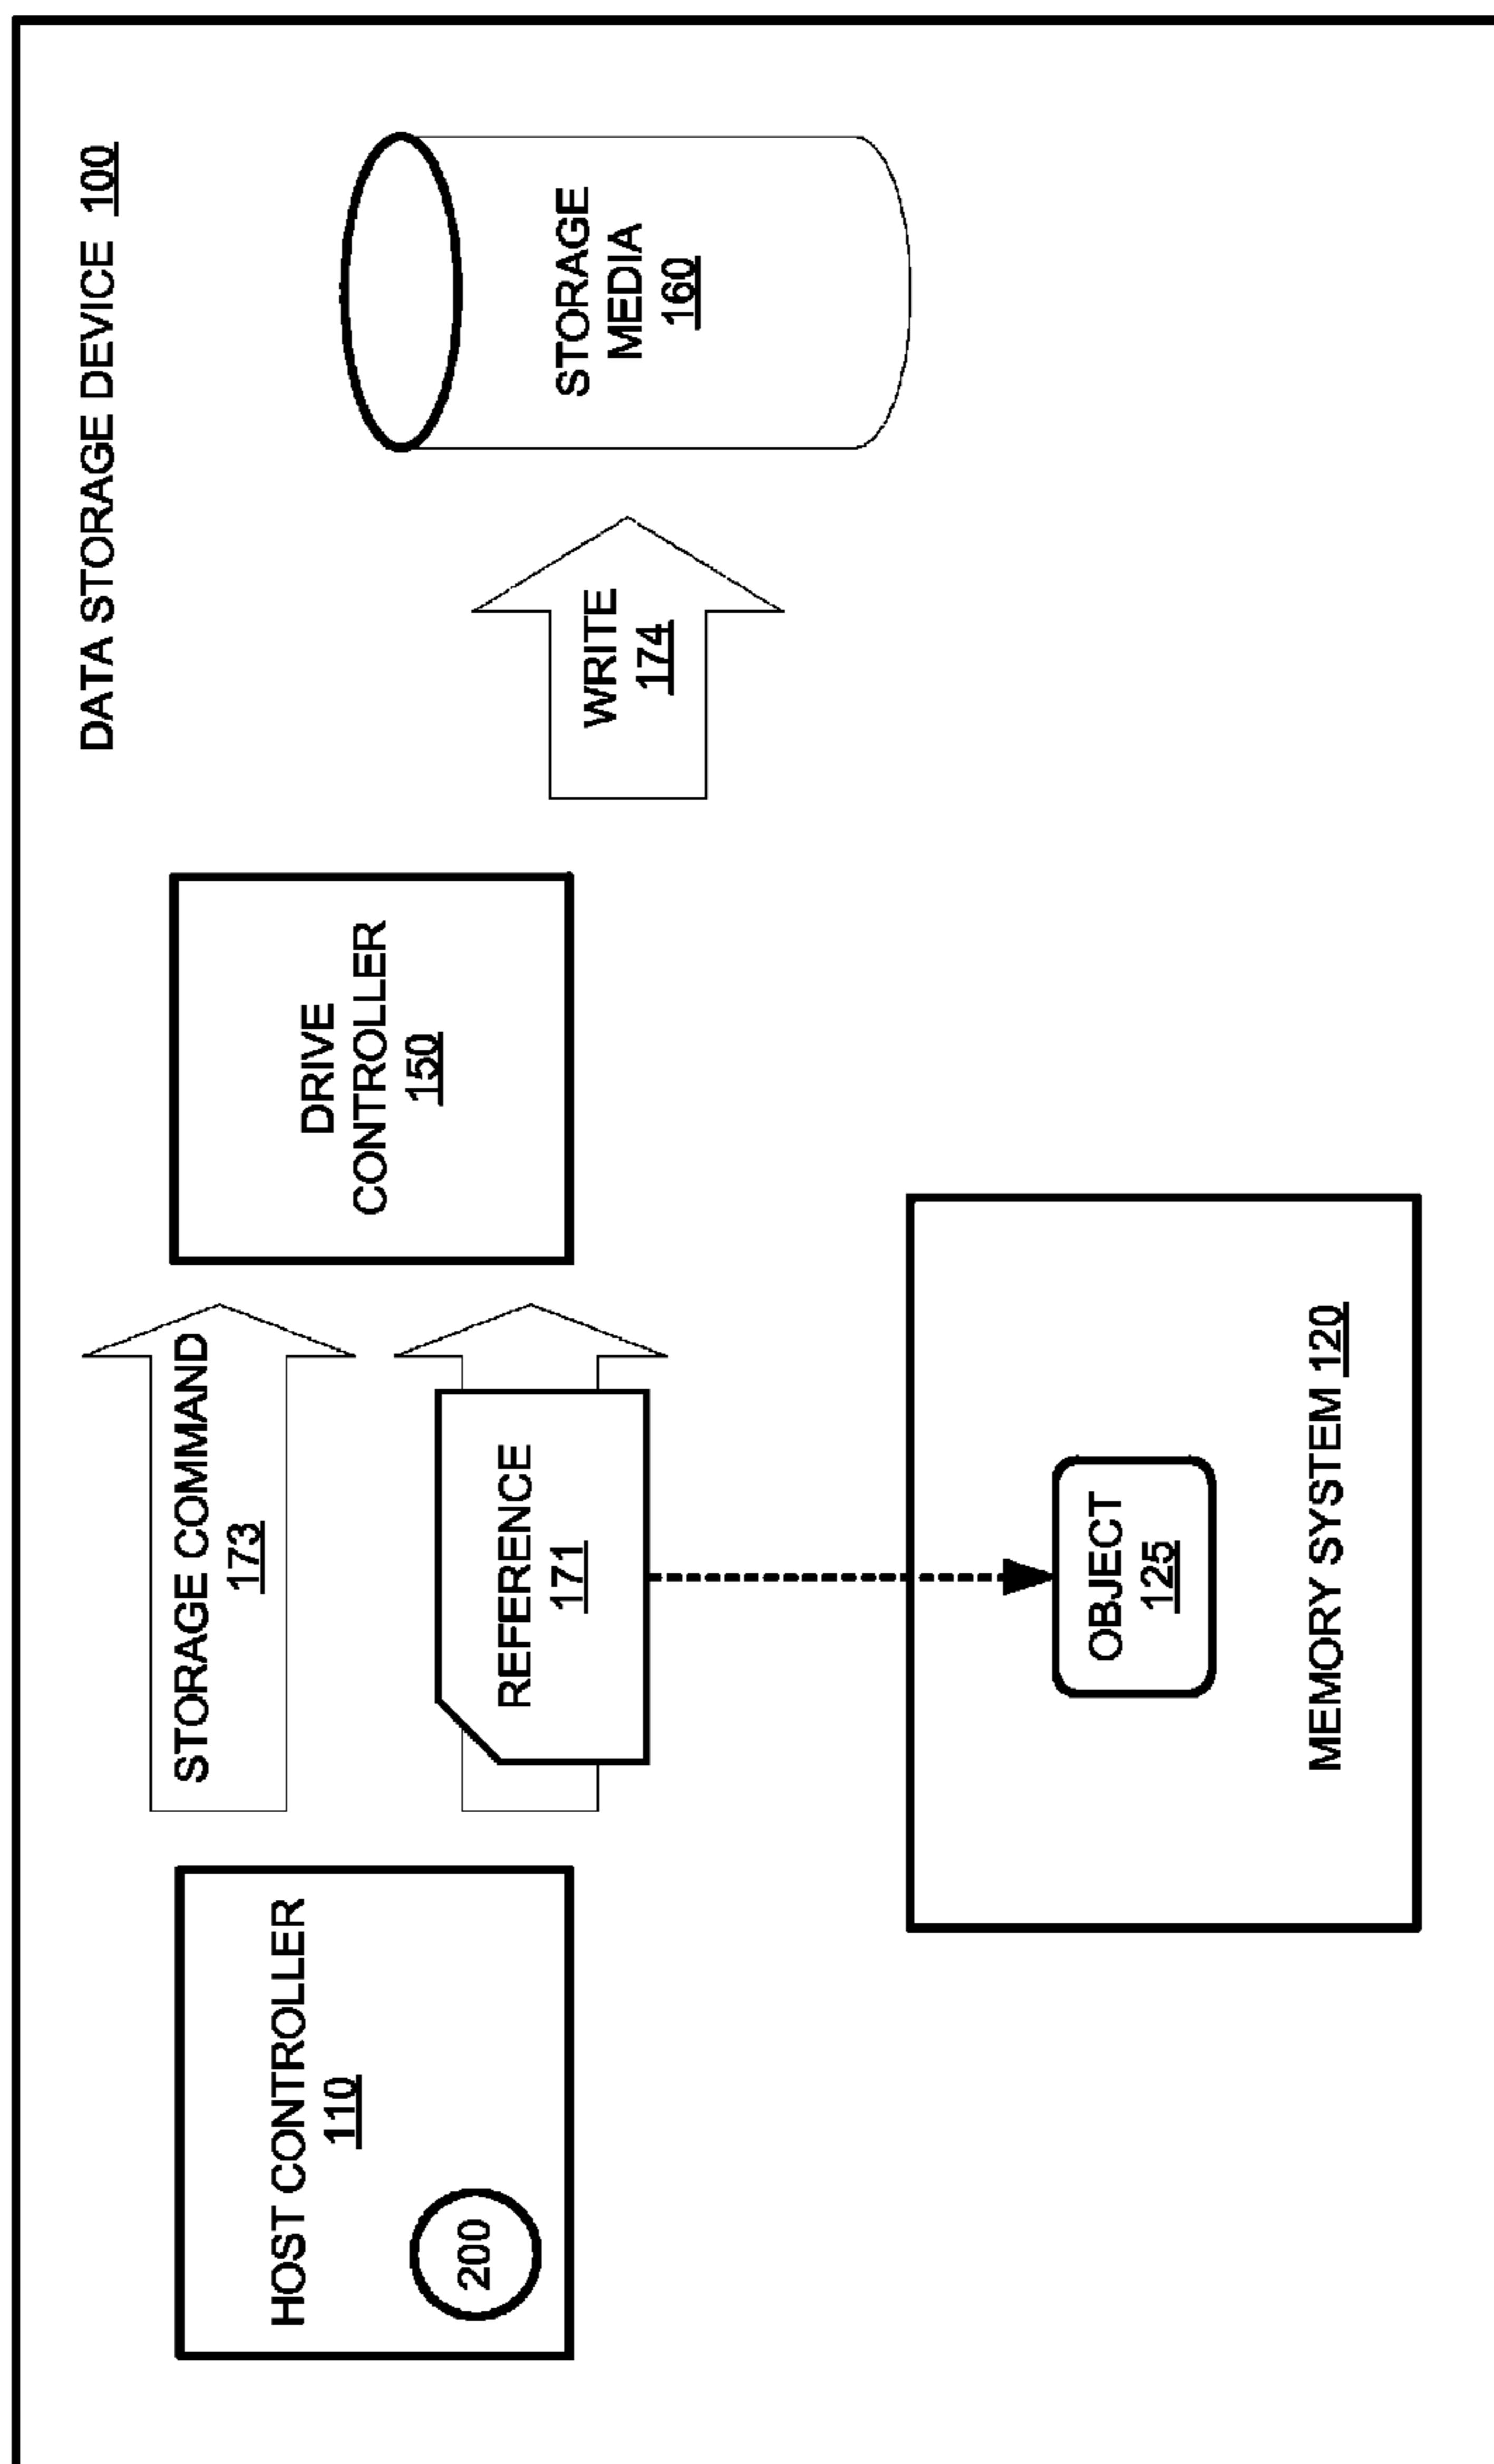 DATA STORAGE DEVICE 100
HOST CONTROLLER
110
200
STORAGE COMMAND
173
REFERENCE
171
DRIVE
CONTROLLER
150
WRITE
174
STORAGE
MEDIA
160
OBJECT
125
MEMORY SYSTEM 120